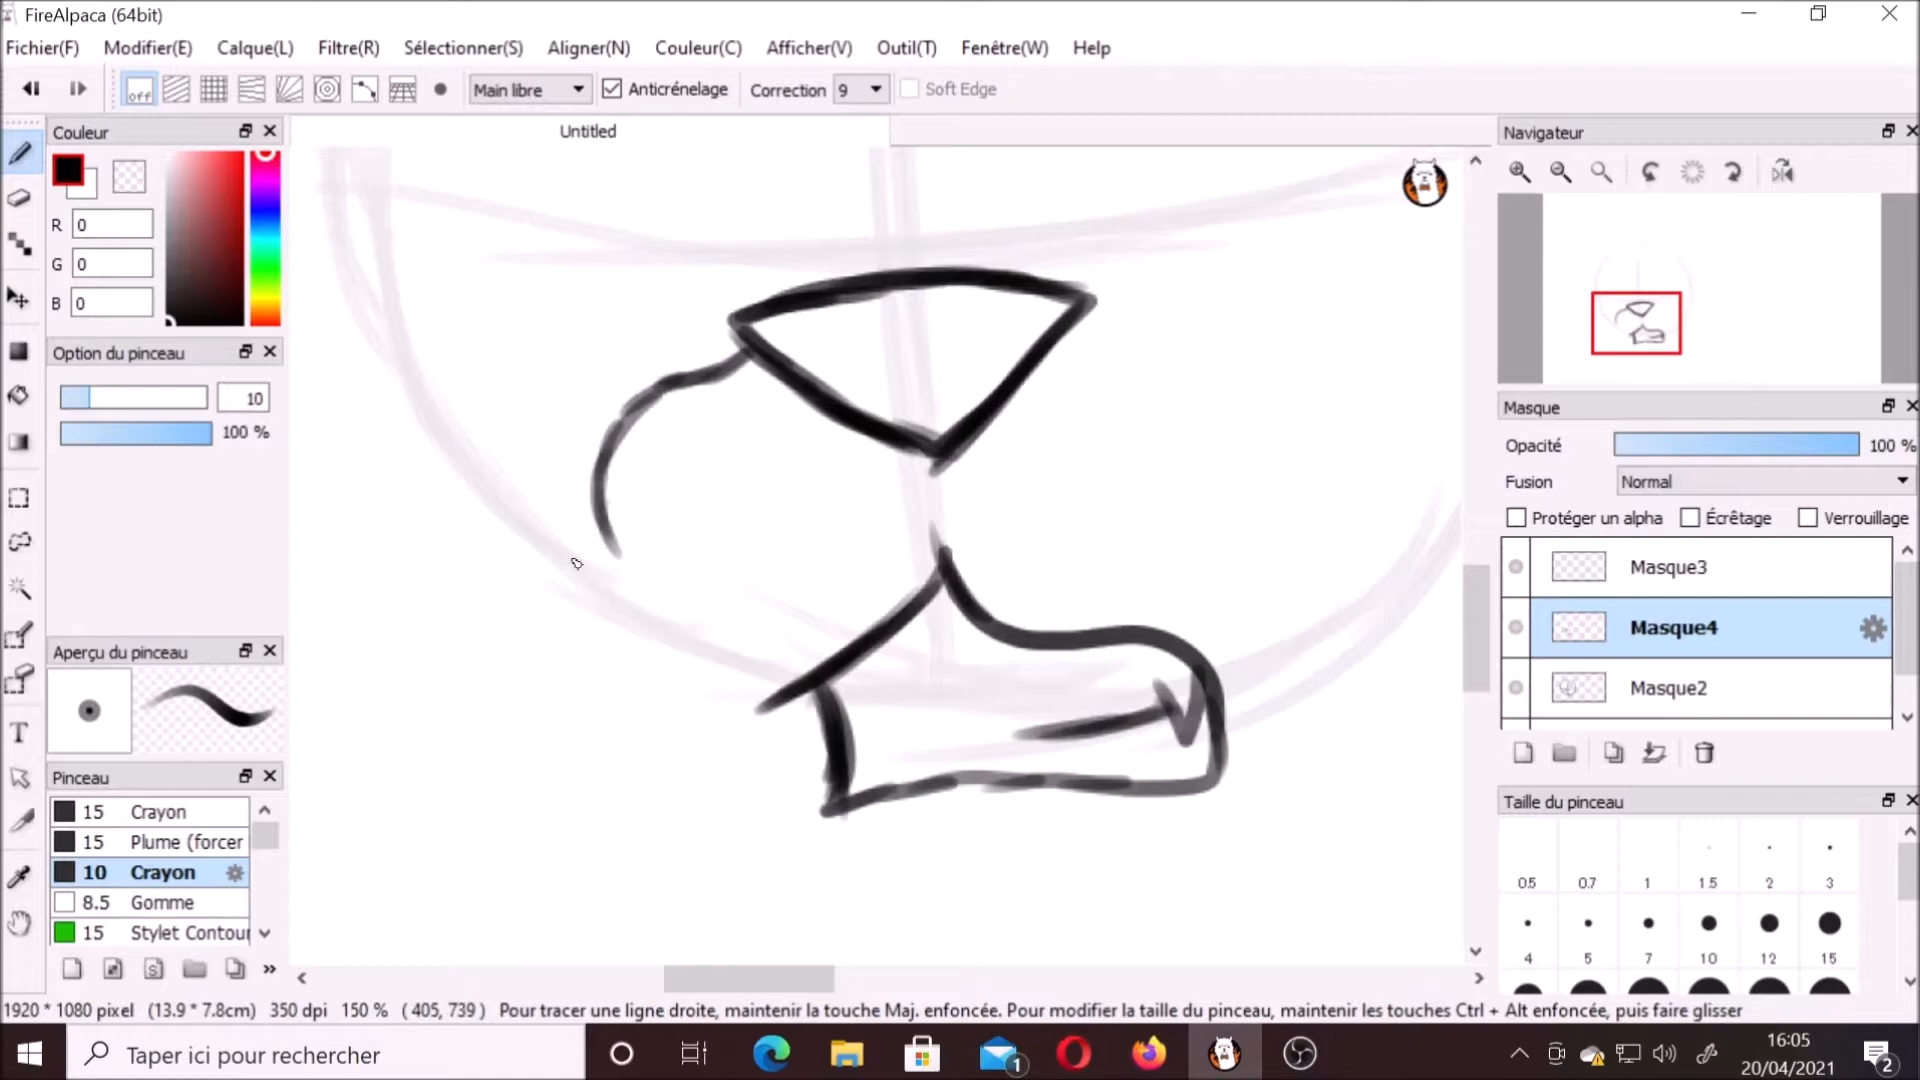 FireAlpaca (64bit)
Fichier(F) Modifier(E) Calque(L) Filtre(R) Sélectionner(S) Aligner(N) Couleur(C) Afficher(V) Outil(T) Fenêtre(W) Help
off Main libre Anticrénelage Correction 9 Soft Edge
Couleur
Untitled
Navigateur
R 0
G 0
B 0
Option du pinceau
10
100 %
Masque
Opacité 100 %
Fusion Normal
Protéger un alpha Écrêtage Verrouillage
Masque3
Masque4
Masque2
Aperçu du pinceau
T
Pinceau
15 Crayon
15 Plume (forcer
10 Crayon
8.5 Gomme
15 Stylet Contour
S
Taille du pinceau
0.5 0.7 1 1.5 2 3
4 5 7 10 12 15
1920 * 1080 pixel (13.9 * 7.8cm) 350 dpi 150 % ( 405, 739 ) Pour tracer une ligne droite, maintenir la touche Maj. enfoncée. Pour modifier la taille du pinceau, maintenir les touches Ctrl + Alt enfoncée, puis faire glisser
Taper ici pour rechercher
1
16:05
20/04/2021
2